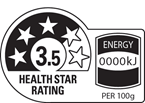 3.5
HEALTH STAR
RATING
ENERGY
0000kJ
PER 100g